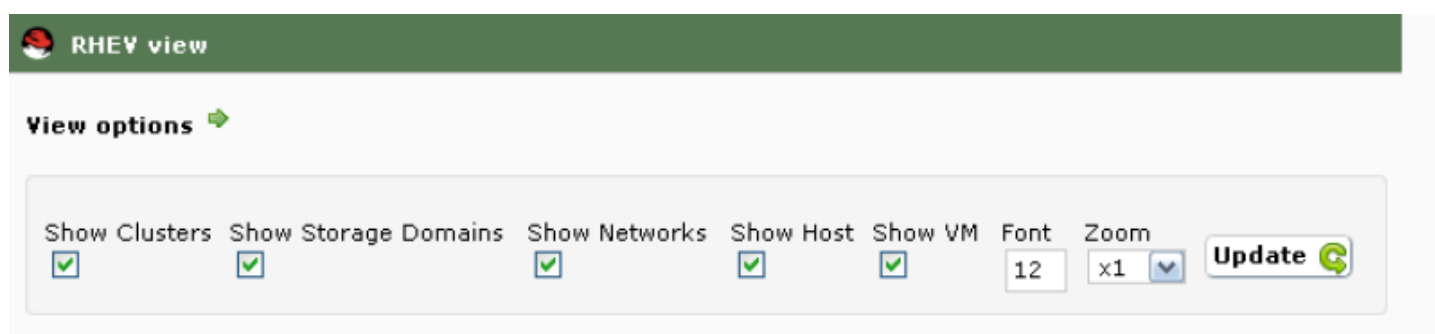 RHEV view
View options
Show Clusters Show Storage Domains Show Networks Show Host Show VM Font Zoom
12 x1 Update